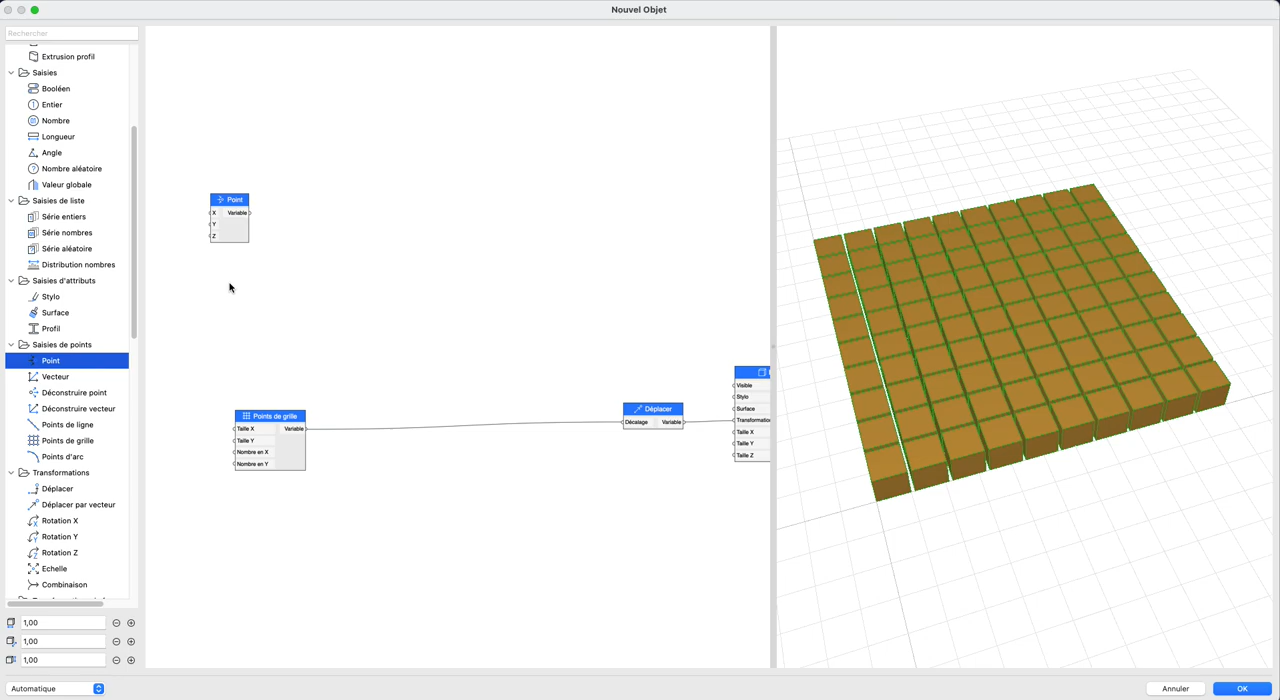 Nouvel Objet
Rechercher
Extrusion profil
Saisies
Booléen
Entier
Nombre
Longueur
Angle
Nombre aléatoire
Valeur globale
Saisies de liste
Série entiers
Série nombres
Série aléatoire
Distribution nombres
Saisies d'attributs
Stylo
Surface
Profil
Saisies de points
Point
Vecteur
Déconstruire point
Déconstruire vecteur
Points de ligne
Points de grille
Points d'arc
Transformations
Déplacer
Déplacer par vecteur
Rotation X
Rotation Y
Rotation Z
Echelle
Combinaison
1,00
1,00
1,00
Automatique
Point
X Variable
Y
Z
Points de grille
Taille X Variable
Taille Y
Nombre en X
Nombre en Y
Déplacer
Décalage Variable
Visible
Stylo
Surface
Transformatio
Taille X
Taille Y
Taille Z
Annuler
OK